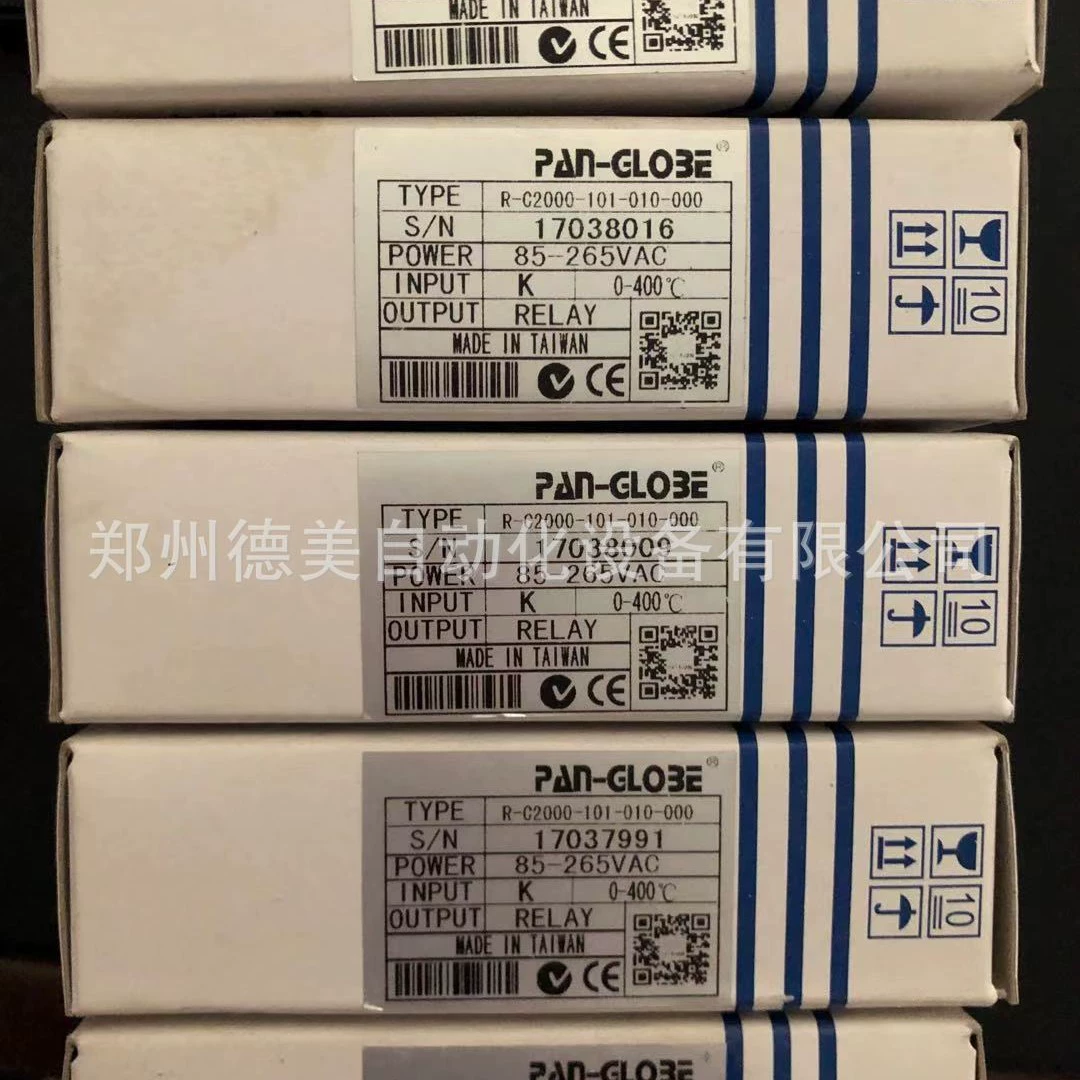 MADE IN TAIWAN
CE
PAN-GLOBE®
TYPE R-C2000-101-010-000
S/N 17038016
POWER 85-265VAC
INPUT K 0-400℃
OUTPUT RELAY
MADE IN TAIWAN
CE
10
PAN-GLOBE®
TYPE R-C2000-101-010-000
S/N 17038009
POWER 85-265VAC
INPUT K 0-400℃
OUTPUT RELAY
MADE IN TAIWAN
CE
10
郑州德美自动化设备有限公司
PAN-GLOBE®
TYPE R-C2000-101-010-000
S/N 17037991
POWER 85-265VAC
INPUT K 0-400℃
OUTPUT RELAY
MADE IN TAIWAN
CE
10
PAN-GLOBE